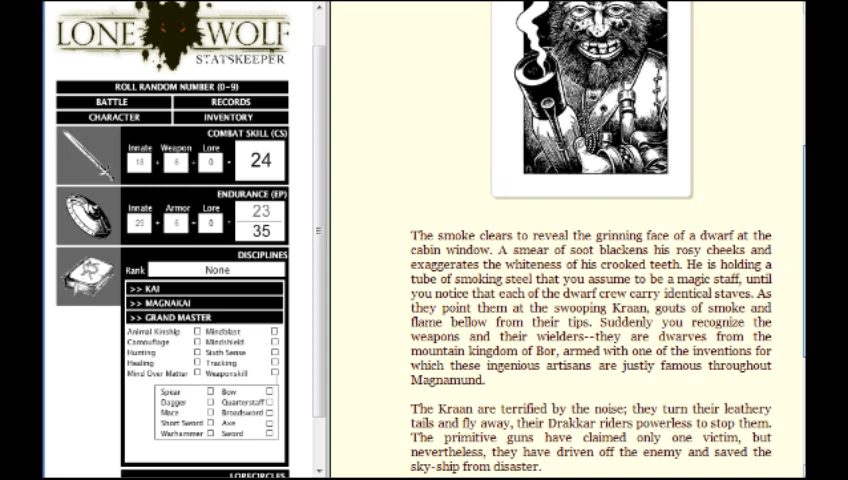 LONE WOLF
STATSKEEPER
ROLL RANDOM NUMBER (0-9)
BATTLE RECORDS
CHARACTER INVENTORY
COMBAT SKILL (CS)
Innate Weapon Lore
18 + 6 + 0 = 24
ENDURANCE (EP)
Innate Armor Lore
23
23 + 6 + 0 =
35
DISCIPLINES
Rank None
>> KAI
>> MAGNAKAI
>> GRAND MASTER
Animal Kinship Mindblast
Camouflage Mindshield
Hunting Sixth Sense
Healing Tracking
Mind Over Matter Weaponskill
Spear Bow
Dagger Quarterstaff
Mace Broadsword
Short Sword Axe
Warhammer Sword
LORECIRCLES
The smoke clears to reveal the grinning face of a dwarf at the
cabin window. A smear of soot blackens his rosy cheeks and
exaggerates the whiteness of his crooked teeth. He is holding a
tube of smoking steel that you assume to be a magic staff, until
you notice that each of the dwarf crew carry identical staves. As
they point them at the swooping Kraan, gouts of smoke and
flame bellow from their tips. Suddenly you recognize the
weapons and their wielders--they are dwarves from the
mountain kingdom of Bor, armed with one of the inventions for
which these ingenious artisans are justly famous throughout
Magnamund.
The Kraan are terrified by the noise; they turn their leathery
tails and fly away, their Drakkar riders powerless to stop them.
The primitive guns have claimed only one victim, but
nevertheless, they have driven off the enemy and saved the
sky-ship from disaster.